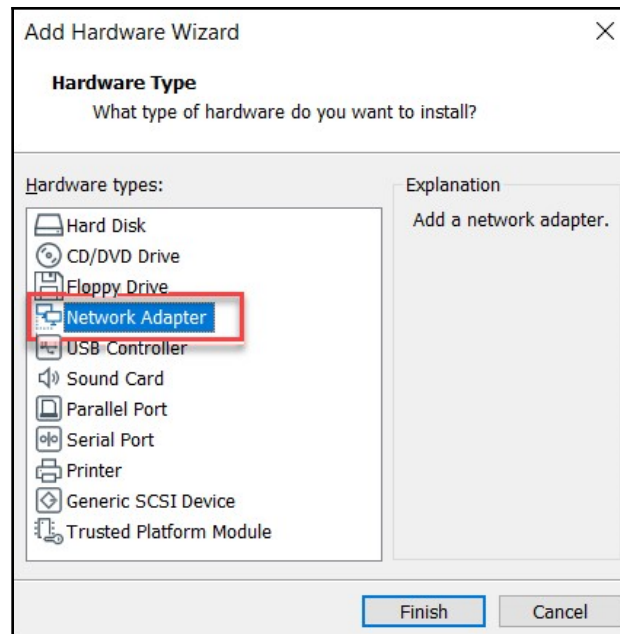 Add Hardware Wizard
Hardware Type
What type of hardware do you want to install?
Hardware types:
Hard Disk
CD/DVD Drive
Floppy Drive
Network Adapter
USB Controller
Sound Card
Parallel Port
Serial Port
Printer
Generic SCSI Device
Trusted Platform Module
Explanation
Add a network adapter.
Finish
Cancel